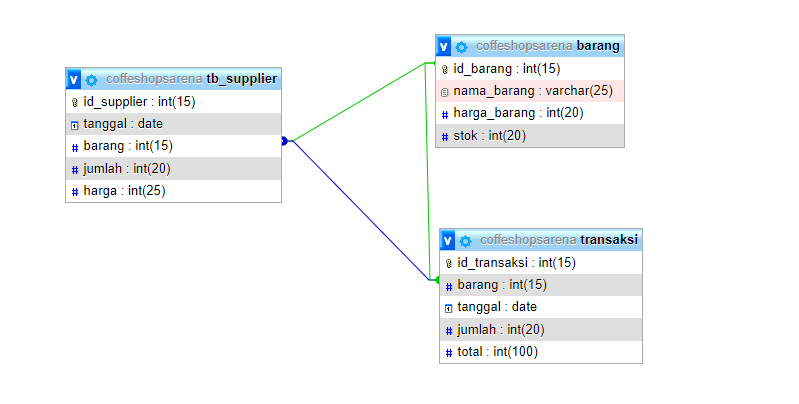 v coffeshopsarena tb_supplier
id_supplier : int(15)
tanggal : date
# barang : int(15)
# jumlah : int(20)
# harga : int(25)
v coffeshopsarena barang
id_barang : int(15)
nama_barang : varchar(25)
# harga_barang : int(20)
# stok : int(20)
v coffeshopsarena transaksi
id_transaksi : int(15)
# barang : int(15)
tanggal : date
# jumlah : int(20)
# total : int(100)